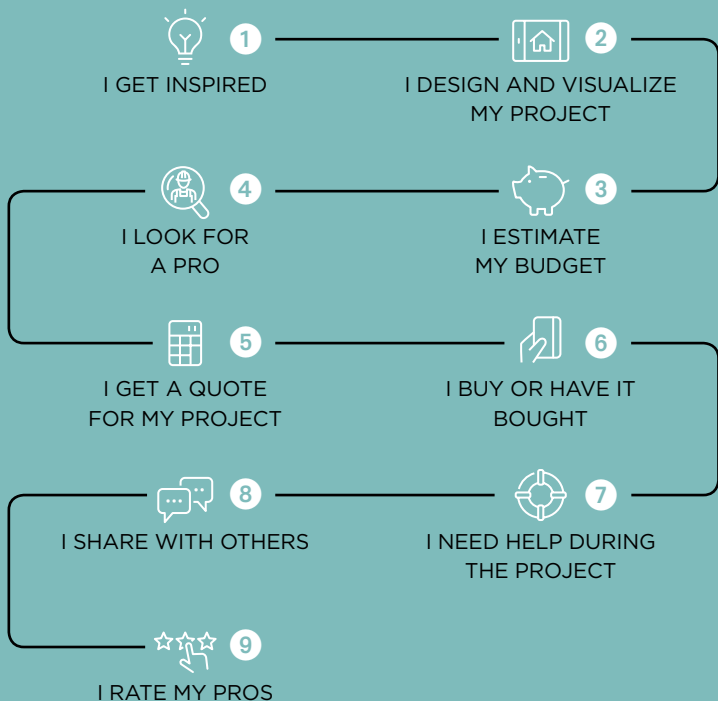 1
I GET INSPIRED
2
I DESIGN AND VISUALIZE
MY PROJECT
3
I ESTIMATE
MY BUDGET
4
I LOOK FOR
A PRO
5
I GET A QUOTE
FOR MY PROJECT
6
I BUY OR HAVE IT
BOUGHT
7
I NEED HELP DURING
THE PROJECT
8
I SHARE WITH OTHERS
9
I RATE MY PROS